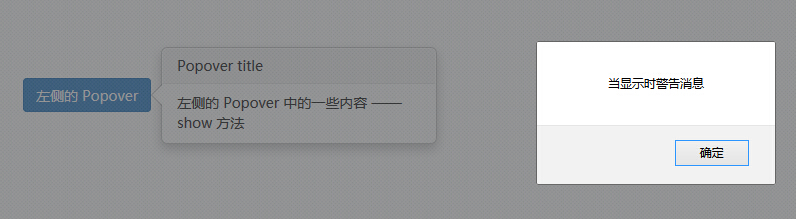 左侧的 Popover
Popover title
左侧的 Popover 中的一些内容 ——
show 方法
当显示时警告消息
确定